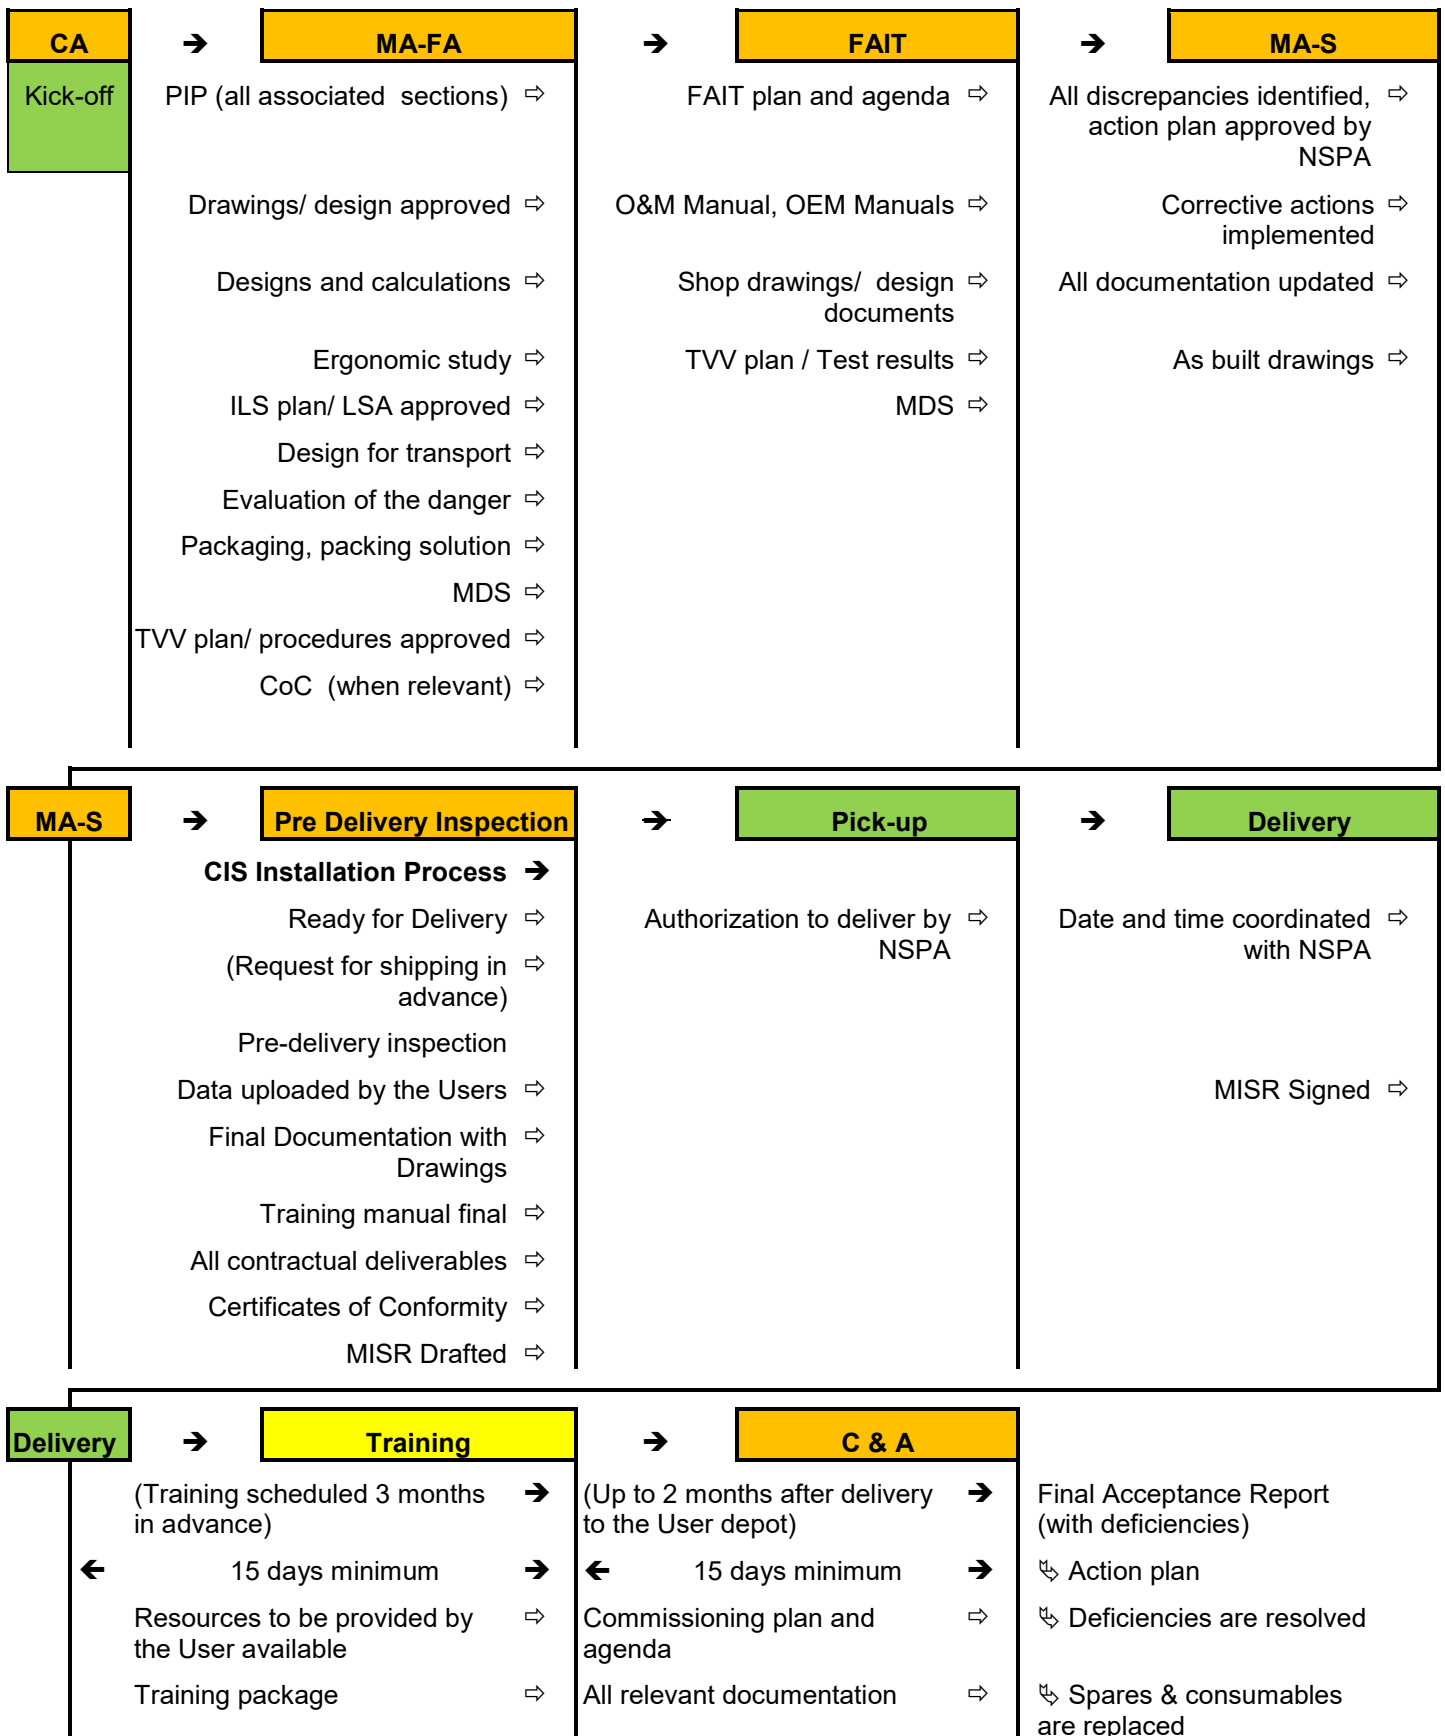 CA ➔ MA-FA ➔ FAIT ➔ MA-S
Kick-off
PIP (all associated sections) ⇨
Drawings/ design approved ⇨
Designs and calculations ⇨
Ergonomic study ⇨
ILS plan/ LSA approved ⇨
Design for transport ⇨
Evaluation of the danger ⇨
Packaging, packing solution ⇨
MDS ⇨
TVV plan/ procedures approved ⇨
CoC (when relevant) ⇨
FAIT plan and agenda ⇨
O&M Manual, OEM Manuals ⇨
Shop drawings/ design ⇨
documents
TVV plan / Test results ⇨
MDS ⇨
All discrepancies identified, ⇨
action plan approved by
NSPA
Corrective actions ⇨
implemented
All documentation updated ⇨
As built drawings ⇨
MA-S ➔ Pre Delivery Inspection ➔ Pick-up ➔ Delivery
CIS Installation Process ➔
Ready for Delivery ⇨
(Request for shipping in ⇨
advance)
Pre-delivery inspection
Data uploaded by the Users ⇨
Final Documentation with ⇨
Drawings
Training manual final ⇨
All contractual deliverables ⇨
Certificates of Conformity ⇨
MISR Drafted ⇨
Authorization to deliver by ⇨
NSPA
Date and time coordinated ⇨
with NSPA
MISR Signed ⇨
Delivery ➔ Training ➔ C & A
(Training scheduled 3 months ➔
in advance)
🡸 15 days minimum ➔
Resources to be provided by ⇨
the User available
Training package ⇨
(Up to 2 months after delivery ➔
to the User depot)
🡸 15 days minimum ➔
Commissioning plan and ⇨
agenda
All relevant documentation ⇨
Final Acceptance Report
(with deficiencies)
⮱ Action plan
⮱ Deficiencies are resolved
⮱ Spares & consumables
are replaced